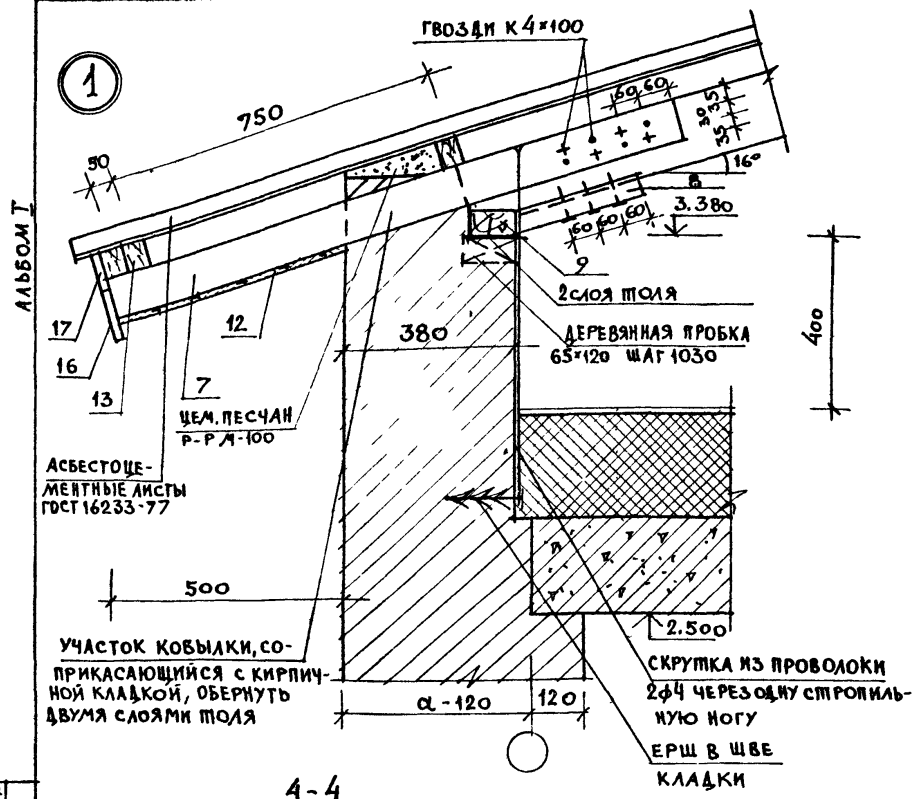 ГВОЗДИ К 4×100
1
750
50
60 60
35
30
35
16°
3.380
60 60 60
9
2 СЛОЯ ТОЛЯ
АЛЬБОМ I
17
12
380
ДЕРЕВЯННАЯ ПРОБКА
65×120 ШАГ 1030
400
16
13
7
ЦЕМ. ПЕСЧАН
Р-Р М-100
АСБЕСТОЦЕ-
МЕНТНЫЕ ЛИСТЫ
ГОСТ 16233-77
500
2.500
УЧАСТОК КОБЫЛКИ, СО-
ПРИКАСАЮЩИЙСЯ С КИРПИЧ-
НОЙ КЛАДКОЙ, ОБЕРНУТЬ
ДВУМЯ СЛОЯМИ ТОЛЯ
α-120
120
СКРУТКА ИЗ ПРОВОЛОКИ
2ϕ4 ЧЕРЕЗ ОДНУ СТРОПИЛЬ-
НУЮ НОГУ
ЕРШ В ШВЕ
КЛАДКИ
4-4